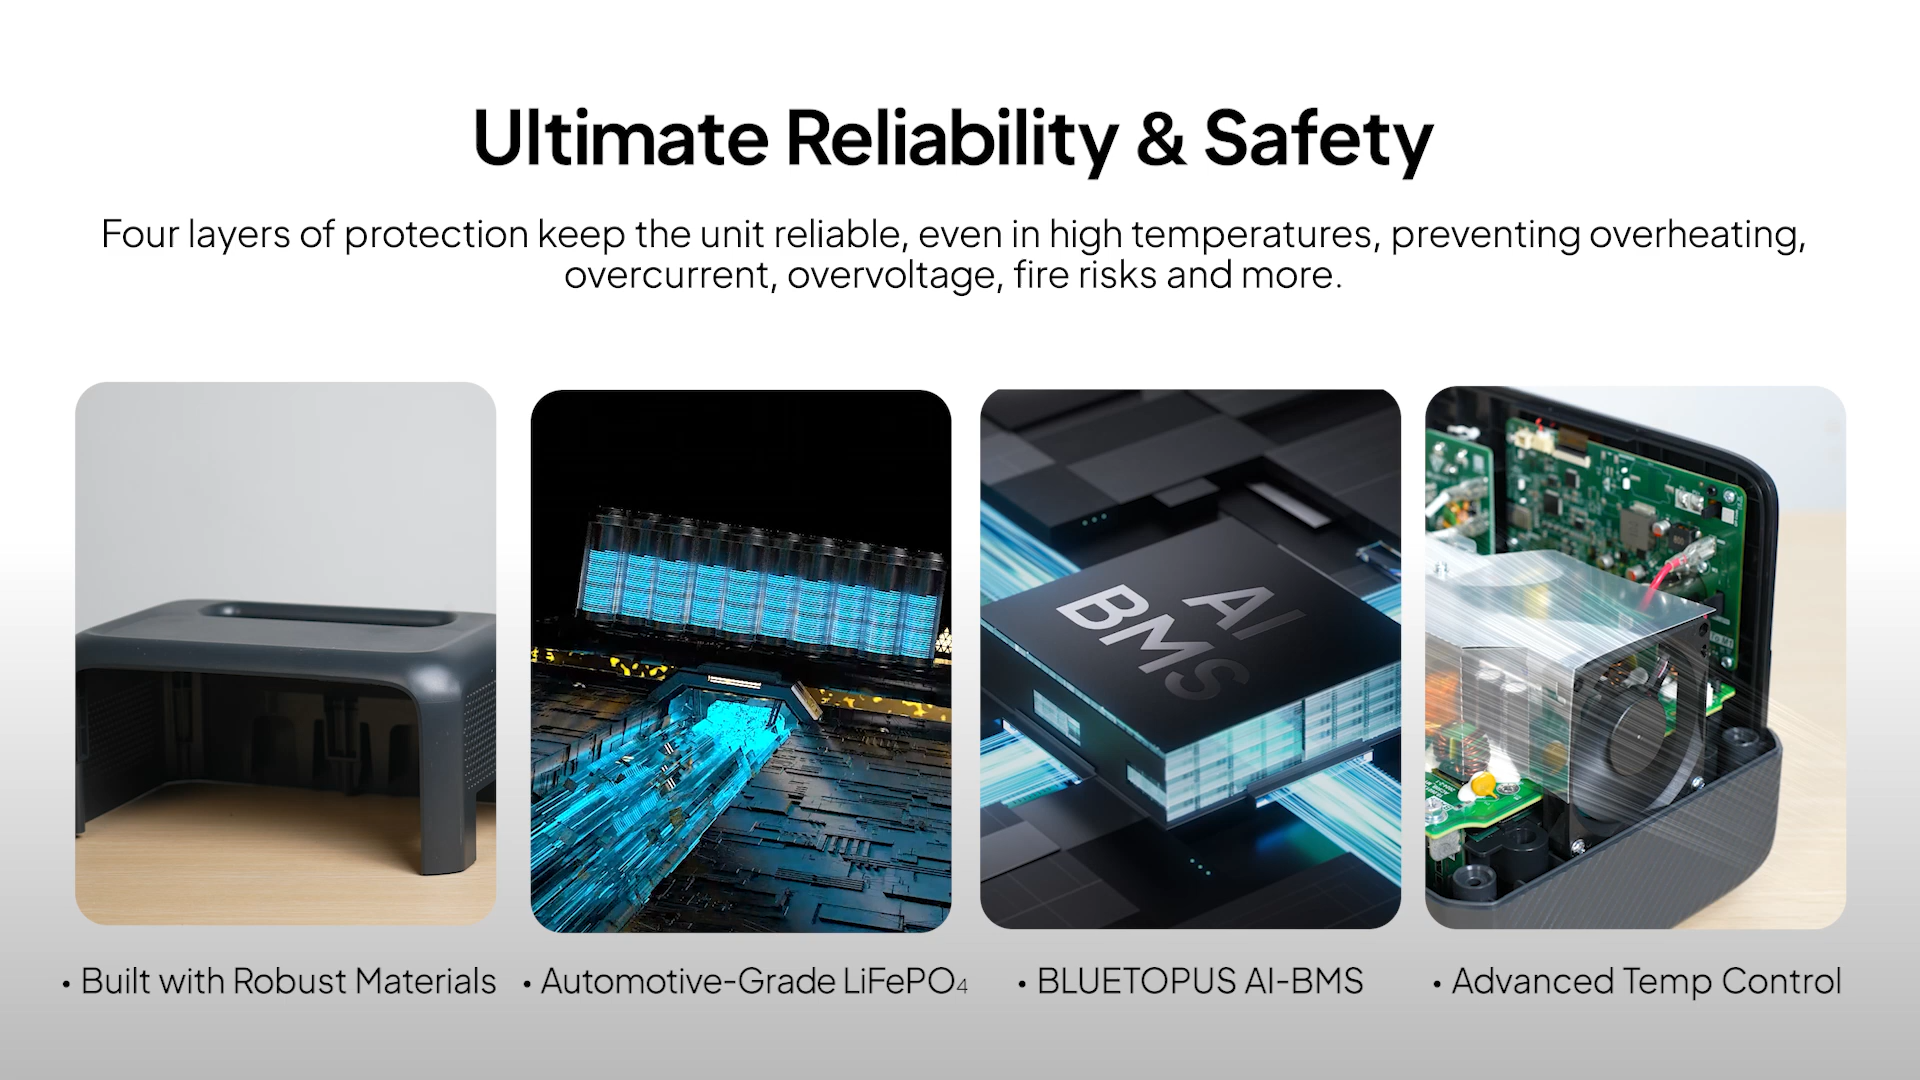 Ultimate Reliability & Safety
Four layers of protection keep the unit reliable, even in high temperatures, preventing overheating,
overcurrent, overvoltage, fire risks and more.
AI
BMS
• Built with Robust Materials
• Automotive-Grade LiFePO₄
• BLUETOPUS AI-BMS
• Advanced Temp Control